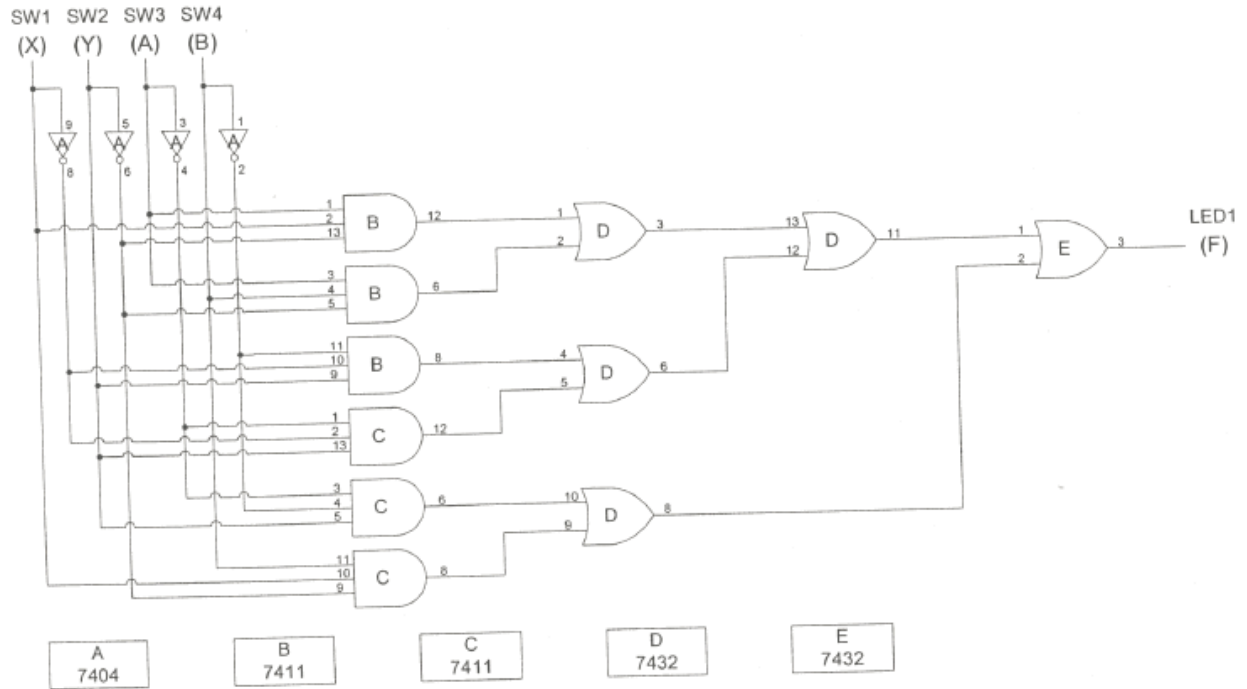 SW1 SW2 SW3 SW4
(X) (Y) (A) (B)
9 5 3 1
A A A A
8 6 4 2
1
2 B 12
13
1 D 3
2
13 D 11
12
1 E 3
2
LED1
(F)
3
4 B 6
5
11
10 B 8
9
4 D 6
5
1
2 C 12
13
3
4 C 6
5
10 D 8
9
11
10 C 8
9
A B C D E
7404 7411 7411 7432 7432